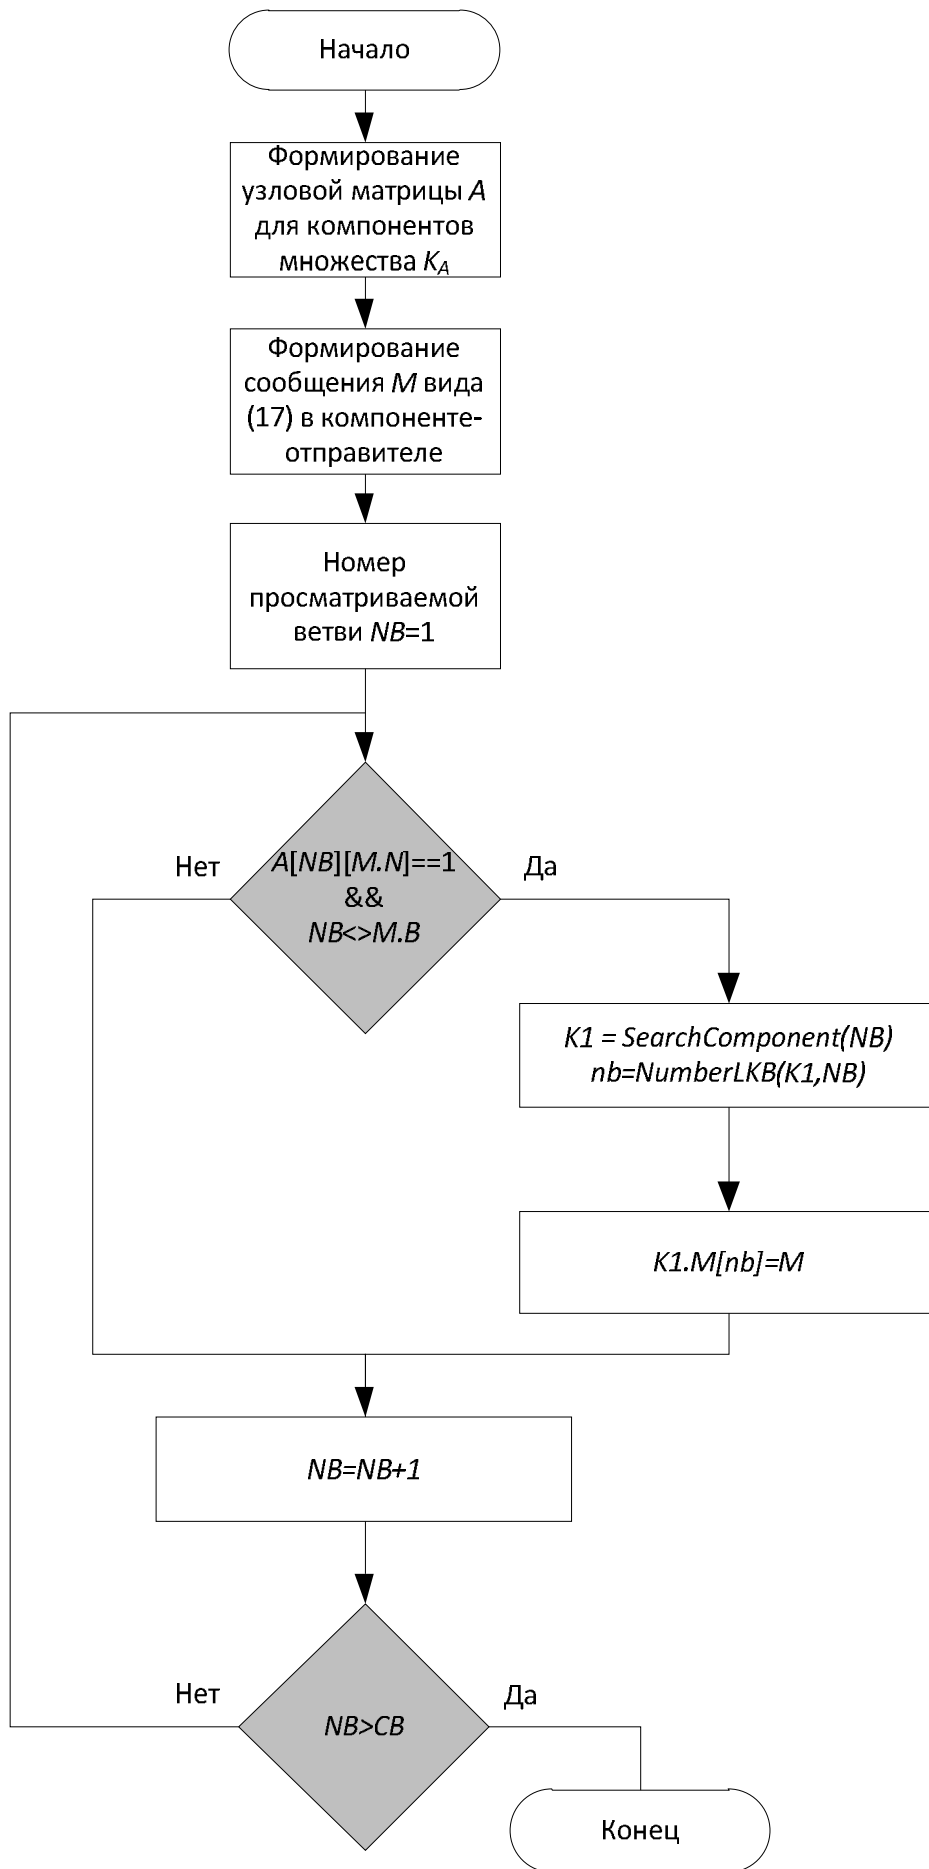 Начало
Формирование
узловой матрицы A
для компонентов
множества K_A
Формирование
сообщения M вида
(17) в компоненте-
отправителе
Номер
просматриваемой
ветви NB=1
Нет
A[NB][M.N]==1
&&
NB<>M.B
Да
K1 = SearchComponent(NB)
nb=NumberLKB(K1,NB)
K1.M[nb]=M
NB=NB+1
Нет
NB>CB
Да
Конец